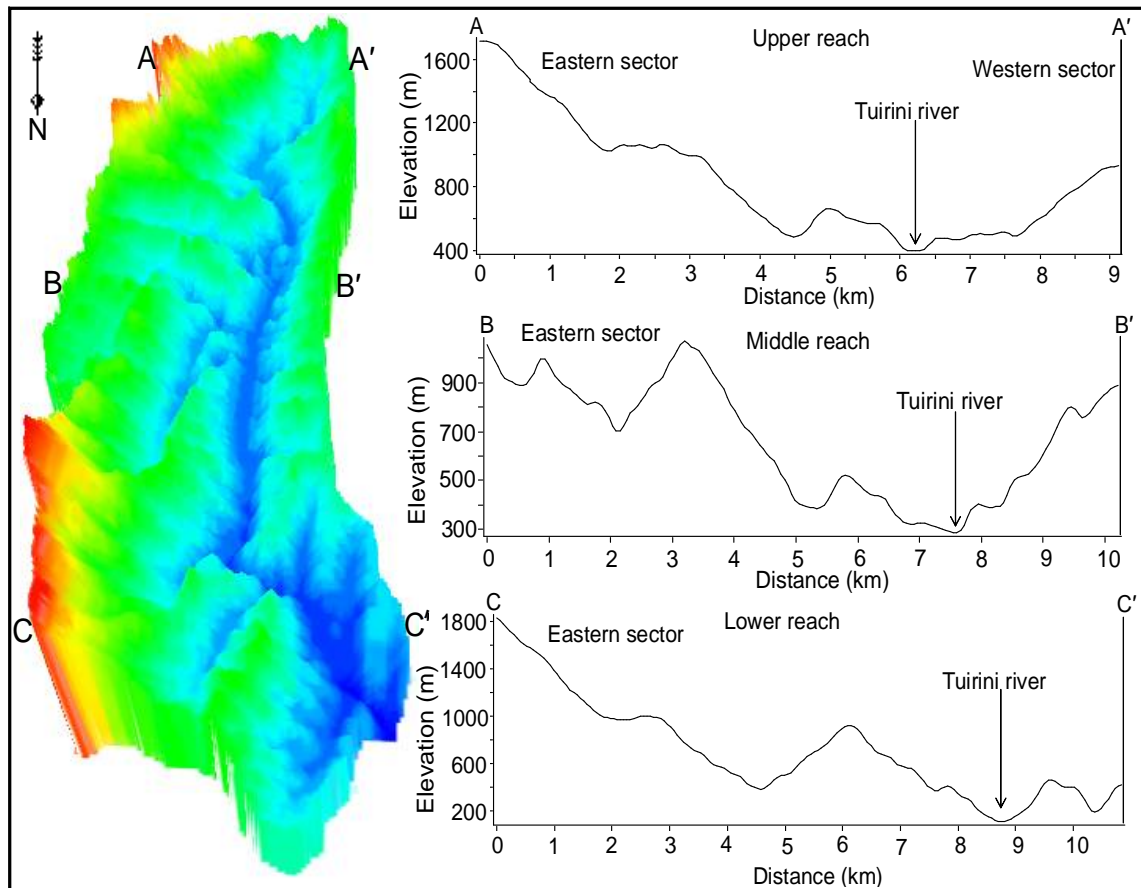 N
A
A′
B
B′
C
C′
A
A′
Upper reach
Eastern sector
Western sector
Tuirini river
Elevation (m)
1600
1200
800
400
0 1 2 3 4 5 6 7 8 9
Distance (km)
B
B′
Eastern sector
Middle reach
Tuirini river
Elevation (m)
900
700
500
300
0 1 2 3 4 5 6 7 8 9 10
Distance (km)
C
C′
Eastern sector
Lower reach
Tuirini river
Elevation (m)
1800
1400
1000
600
200
0 1 2 3 4 5 6 7 8 9 10
Distance (km)